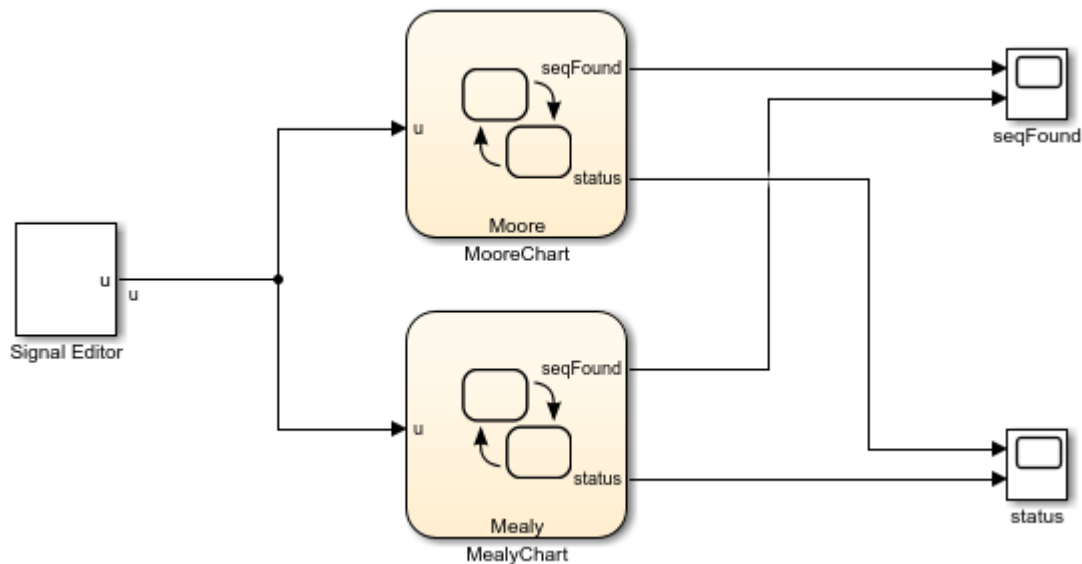 seqFound
u
status
Moore
MooreChart
seqFound
u
u
Signal Editor
seqFound
u
status
Mealy
MealyChart
status